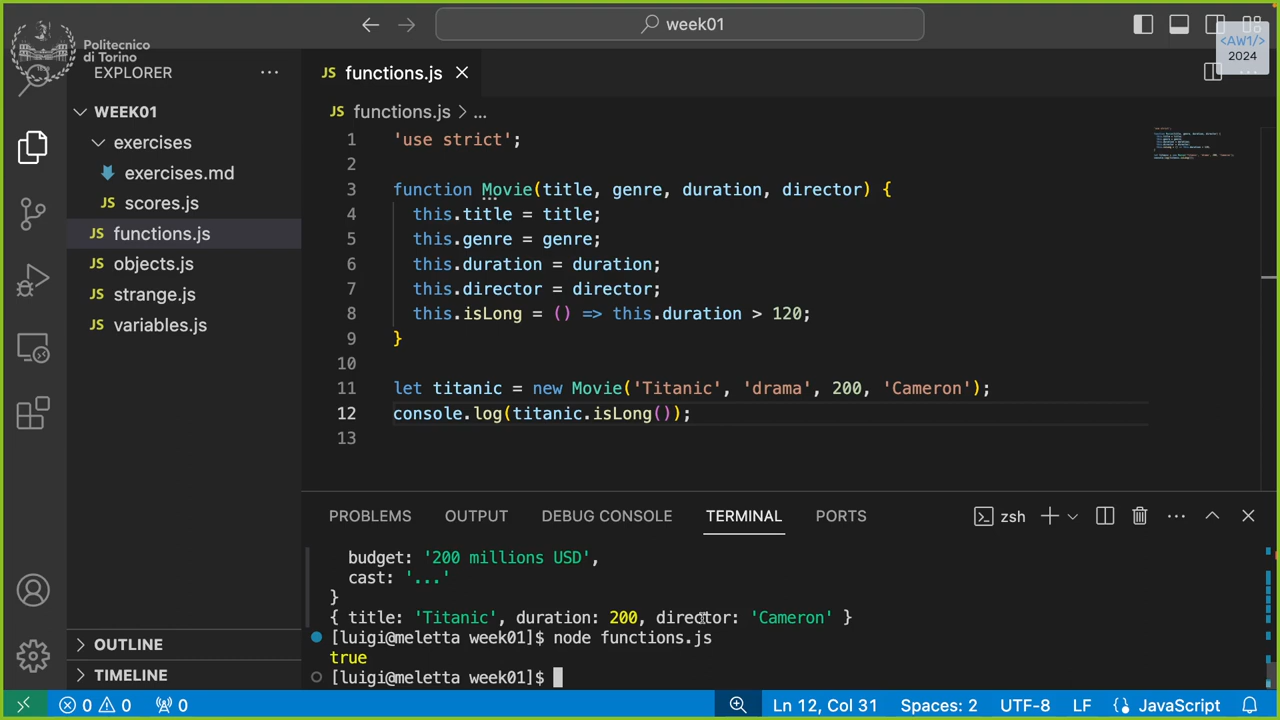 week01
Politecnico
di Torino
<AW1/>
2024
EXPLORER
functions.js
WEEK01
exercises
exercises.md
scores.js
functions.js
objects.js
strange.js
variables.js
OUTLINE
TIMELINE
JS functions.js
JS functions.js > ...
1 'use strict';
2
3 function Movie(title, genre, duration, director) {
4 this.title = title;
5 this.genre = genre;
6 this.duration = duration;
7 this.director = director;
8 this.isLong = () => this.duration > 120;
9 }
10
11 let titanic = new Movie('Titanic', 'drama', 200, 'Cameron');
12 console.log(titanic.isLong());
13
PROBLEMS OUTPUT DEBUG CONSOLE TERMINAL PORTS zsh
budget: '200 millions USD',
cast: '...'
}
{ title: 'Titanic', duration: 200, director: 'Cameron' }
[luigi@meletta week01]$ node functions.js
true
[luigi@meletta week01]$
0 0 0 Ln 12, Col 31 Spaces: 2 UTF-8 LF {} JavaScript